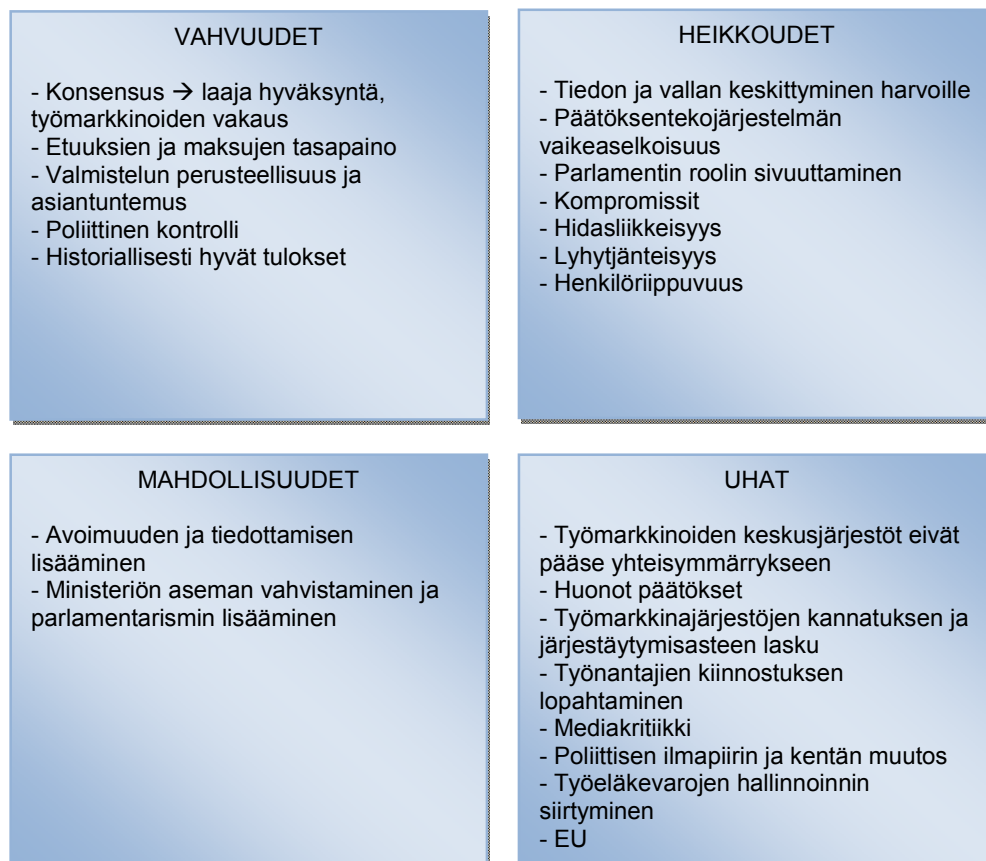 VAHVUUDET
- Konsensus → laaja hyväksyntä,
työmarkkinoiden vakaus
- Etuuksien ja maksujen tasapaino
- Valmistelun perusteellisuus ja
asiantuntemus
- Poliittinen kontrolli
- Historiallisesti hyvät tulokset
HEIKKOUDET
- Tiedon ja vallan keskittyminen harvoille
- Päätöksentekojärjestelmän
vaikeaselkoisuus
- Parlamentin roolin sivuuttaminen
- Kompromissit
- Hidasliikkeisyys
- Lyhytjänteisyys
- Henkilöriippuvuus
MAHDOLLISUUDET
- Avoimuuden ja tiedottamisen
lisääminen
- Ministeriön aseman vahvistaminen ja
parlamentarismin lisääminen
UHAT
- Työmarkkinoiden keskusjärjestöt eivät
pääse yhteisymmärrykseen
- Huonot päätökset
- Työmarkkinajärjestöjen kannatuksen ja
järjestäytymisasteen lasku
- Työnantajien kiinnostuksen
lopahtaminen
- Mediakritiikki
- Poliittisen ilmapiirin ja kentän muutos
- Työeläkevarojen hallinnoinnin
siirtyminen
- EU